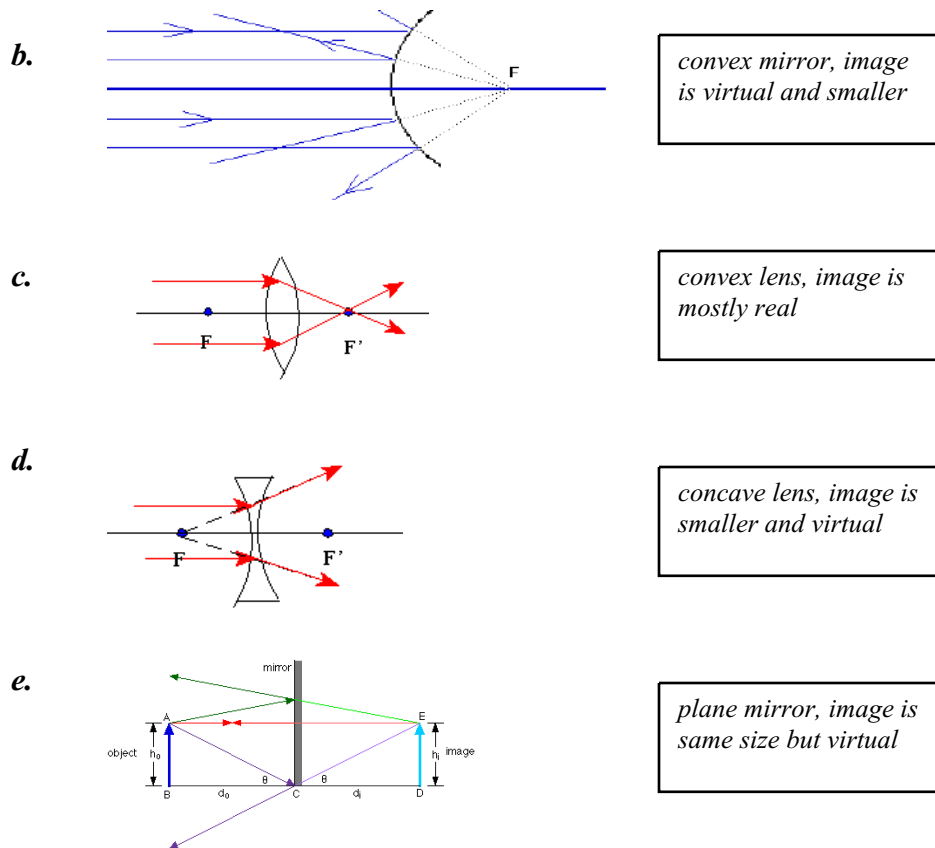 b.
F
convex mirror, image
is virtual and smaller
c.
F
F'
convex lens, image is
mostly real
d.
F
F'
concave lens, image is
smaller and virtual
e.
mirror
A
E
object
h₀
hᵢ
image
θ
θ
B
d₀
C
dᵢ
D
plane mirror, image is
same size but virtual